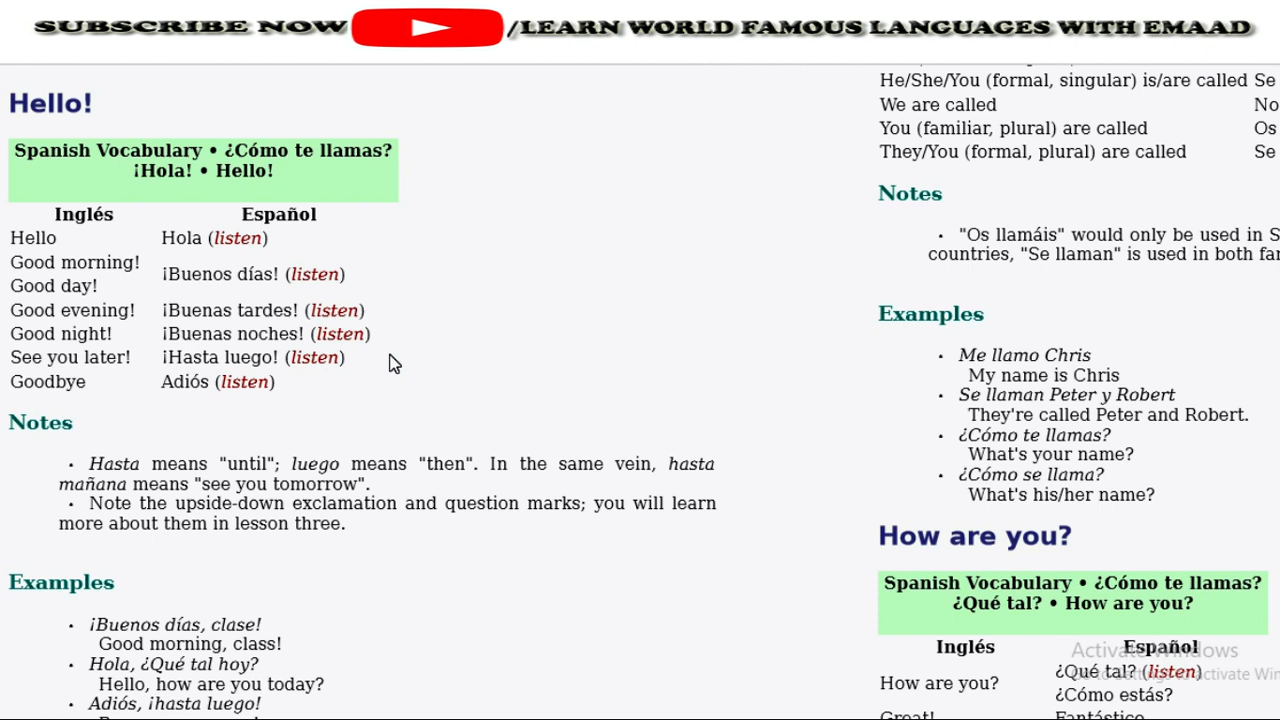 SUBSCRIBE NOW /LEARN WORLD FAMOUS LANGUAGES WITH EMAAD
Hello!
Spanish Vocabulary • ¿Cómo te llamas?
¡Hola! • Hello!
Inglés Español
Hello Hola (listen)
Good morning!
Good day!
¡Buenos días! (listen)
Good evening! ¡Buenas tardes! (listen)
Good night! ¡Buenas noches! (listen)
See you later! ¡Hasta luego! (listen)
Goodbye Adiós (listen)
Notes
• Hasta means "until"; luego means "then". In the same vein, hasta
mañana means "see you tomorrow".
• Note the upside-down exclamation and question marks; you will learn
more about them in lesson three.
Examples
• ¡Buenos días, clase!
Good morning, class!
• Hola, ¿Qué tal hoy?
Hello, how are you today?
• Adiós, ¡hasta luego!
He/She/You (formal, singular) is/are called Se
We are called No
You (familiar, plural) are called Os
They/You (formal, plural) are called Se
Notes
• "Os llamáis" would only be used in S
countries, "Se llaman" is used in both far
Examples
• Me llamo Chris
My name is Chris
• Se llaman Peter y Robert
They're called Peter and Robert.
• ¿Cómo te llamas?
What's your name?
• ¿Cómo se llama?
What's his/her name?
How are you?
Spanish Vocabulary • ¿Cómo te llamas?
¿Qué tal? • How are you?
Inglés Español
How are you?
¿Qué tal? (listen)
¿Cómo estás?
Great! Fantástico
Activate Windows
Go to Settings to activate Win